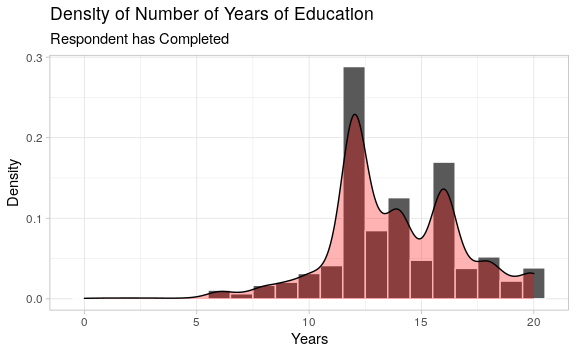 Density of Number of Years of Education
Respondent has Completed
0.3
0.2
0.1
0.0
Density
0 5 10 15 20
Years